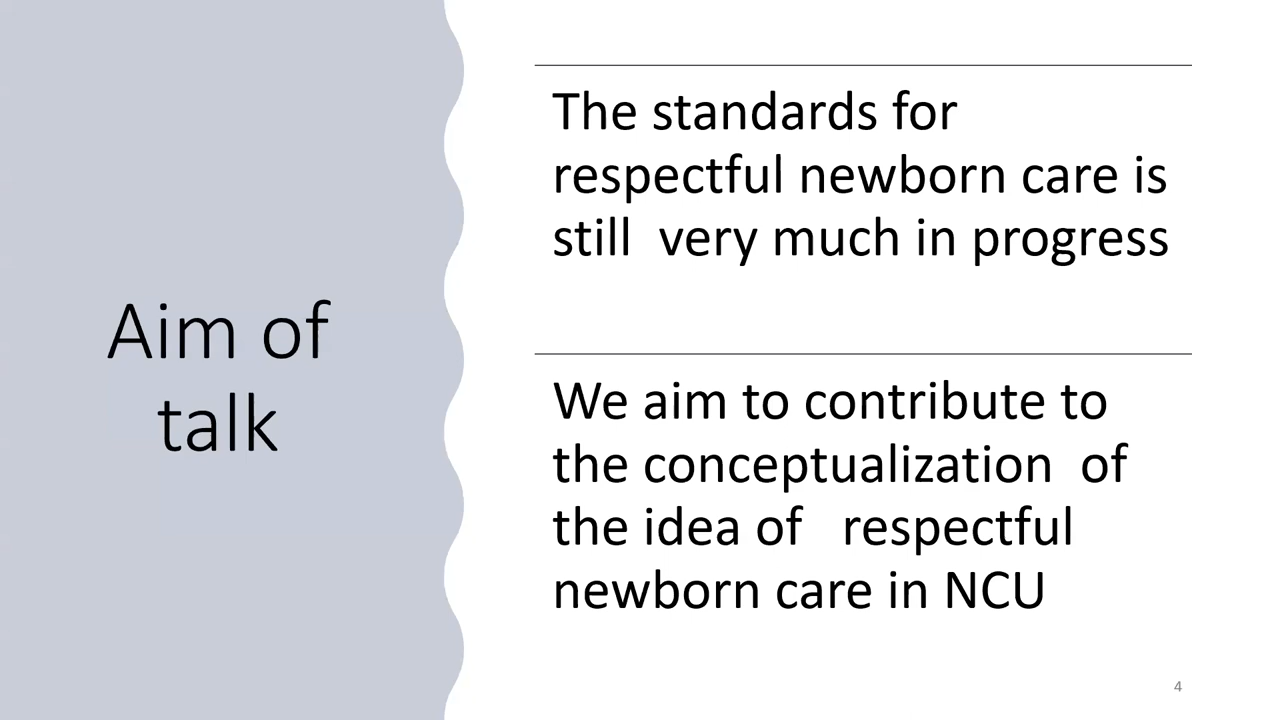 Aim of
talk
The standards for
respectful newborn care is
still  very much in progress
We aim to contribute to
the conceptualization  of
the idea of   respectful
newborn care in NCU
4